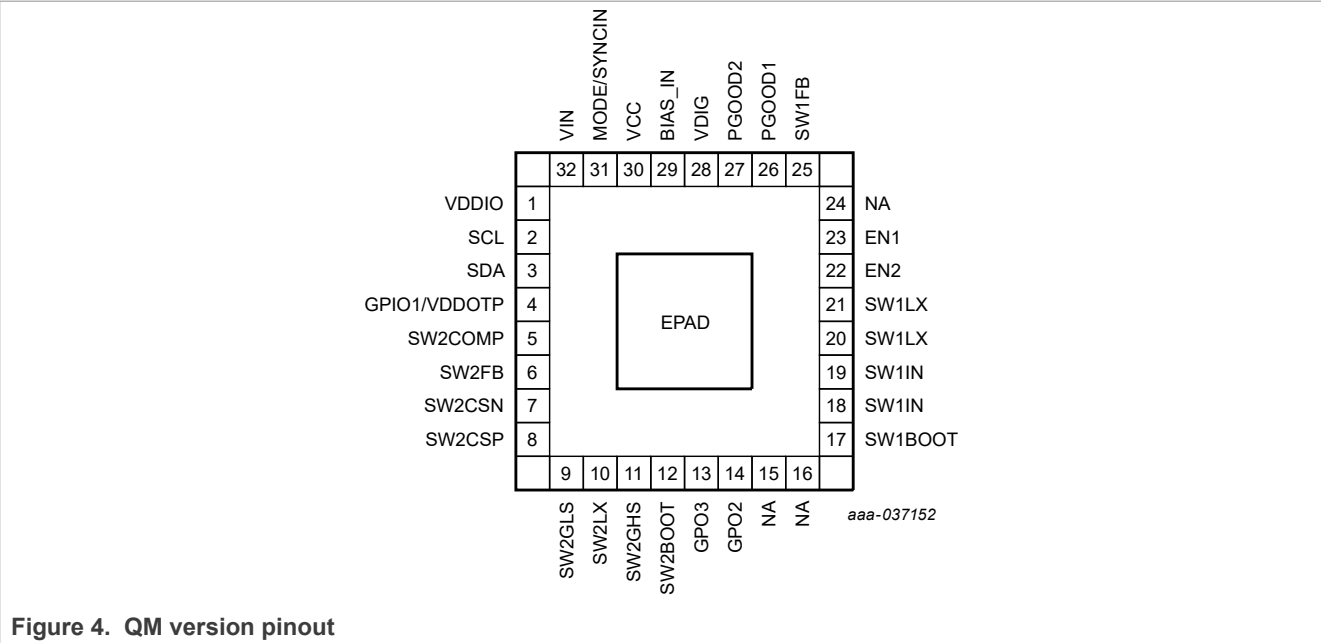 VIN
MODE/SYNCIN
VCC
BIAS_IN
VDIG
PGOOD2
PGOOD1
SW1FB
32 31 30 29 28 27 26 25
VDDIO 1
SCL 2
SDA 3
GPIO1/VDDOTP 4
SW2COMP 5
SW2FB 6
SW2CSN 7
SW2CSP 8
EPAD
24 NA
23 EN1
22 EN2
21 SW1LX
20 SW1LX
19 SW1IN
18 SW1IN
17 SW1BOOT
9 10 11 12 13 14 15 16
SW2GLS
SW2LX
SW2GHS
SW2BOOT
GPO3
GPO2
NA
NA
aaa-037152
Figure 4. QM version pinout